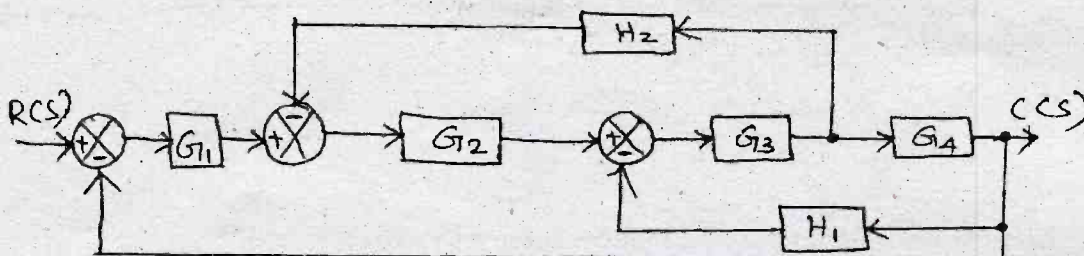 H2
R(S)
+
-
G1
+
-
G2
+
-
G3
G4
C(S)
H1